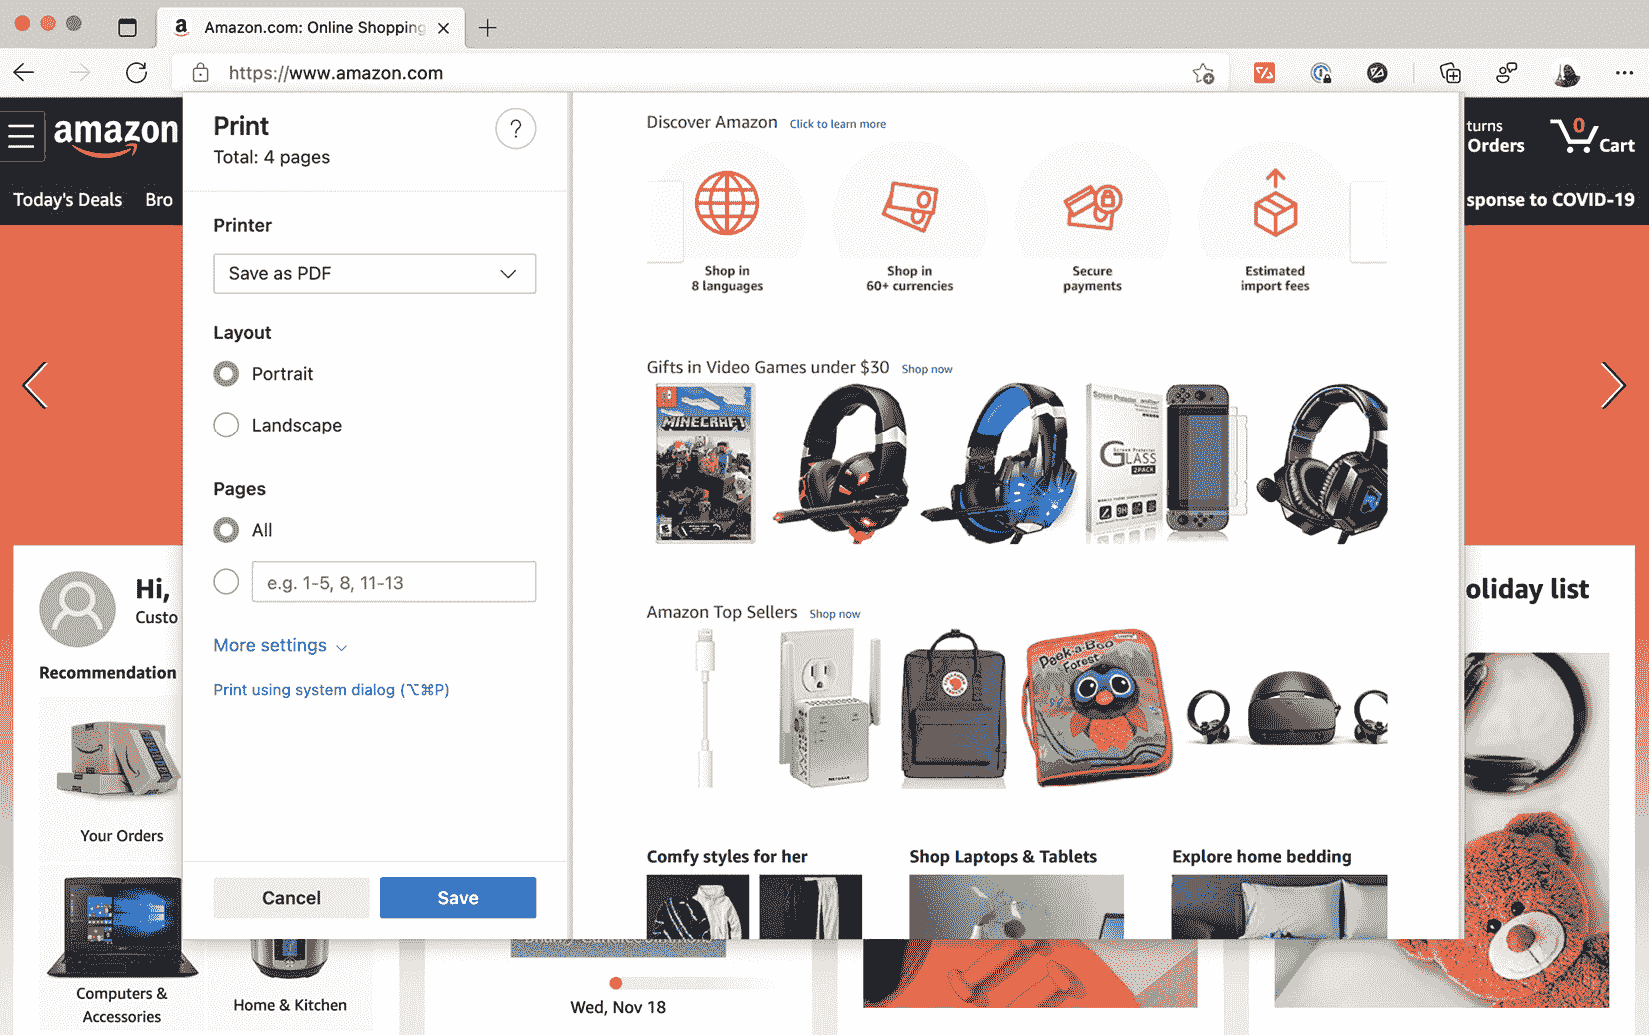 Amazon.com: Online Shopping
https://www.amazon.com
amazon
Today's Deals Bro
turns
Orders
0
Cart
sponse to COVID-19
Print
Total: 4 pages
?
Printer
Save as PDF
Layout
Portrait
Landscape
Pages
All
e.g. 1-5, 8, 11-13
More settings
Print using system dialog (⌥⌘P)
Cancel
Save
Discover Amazon Click to learn more
Shop in
8 languages
Shop in
60+ currencies
Secure
payments
Estimated
import fees
Gifts in Video Games under $30 Shop now
MINECRAFT
Screen Protector
GLASS
2PACK
Amazon Top Sellers Shop now
NETGEAR
Peek-a-Boo
Forest
Comfy styles for her
Shop Laptops & Tablets
Explore home bedding
Hi,
Custo
Recommendation
Your Orders
Computers &
Accessories
Home & Kitchen
Wed, Nov 18
oliday list